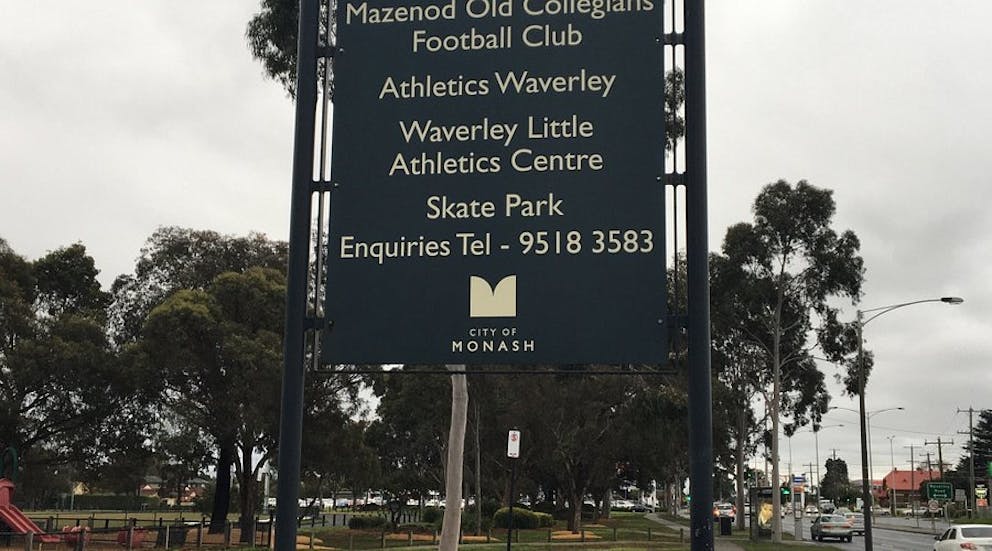 Mazenod Old Collegians
Football Club
Athletics Waverley
Waverley Little
Athletics Centre
Skate Park
Enquiries Tel - 9518 3583
CITY OF
MONASH